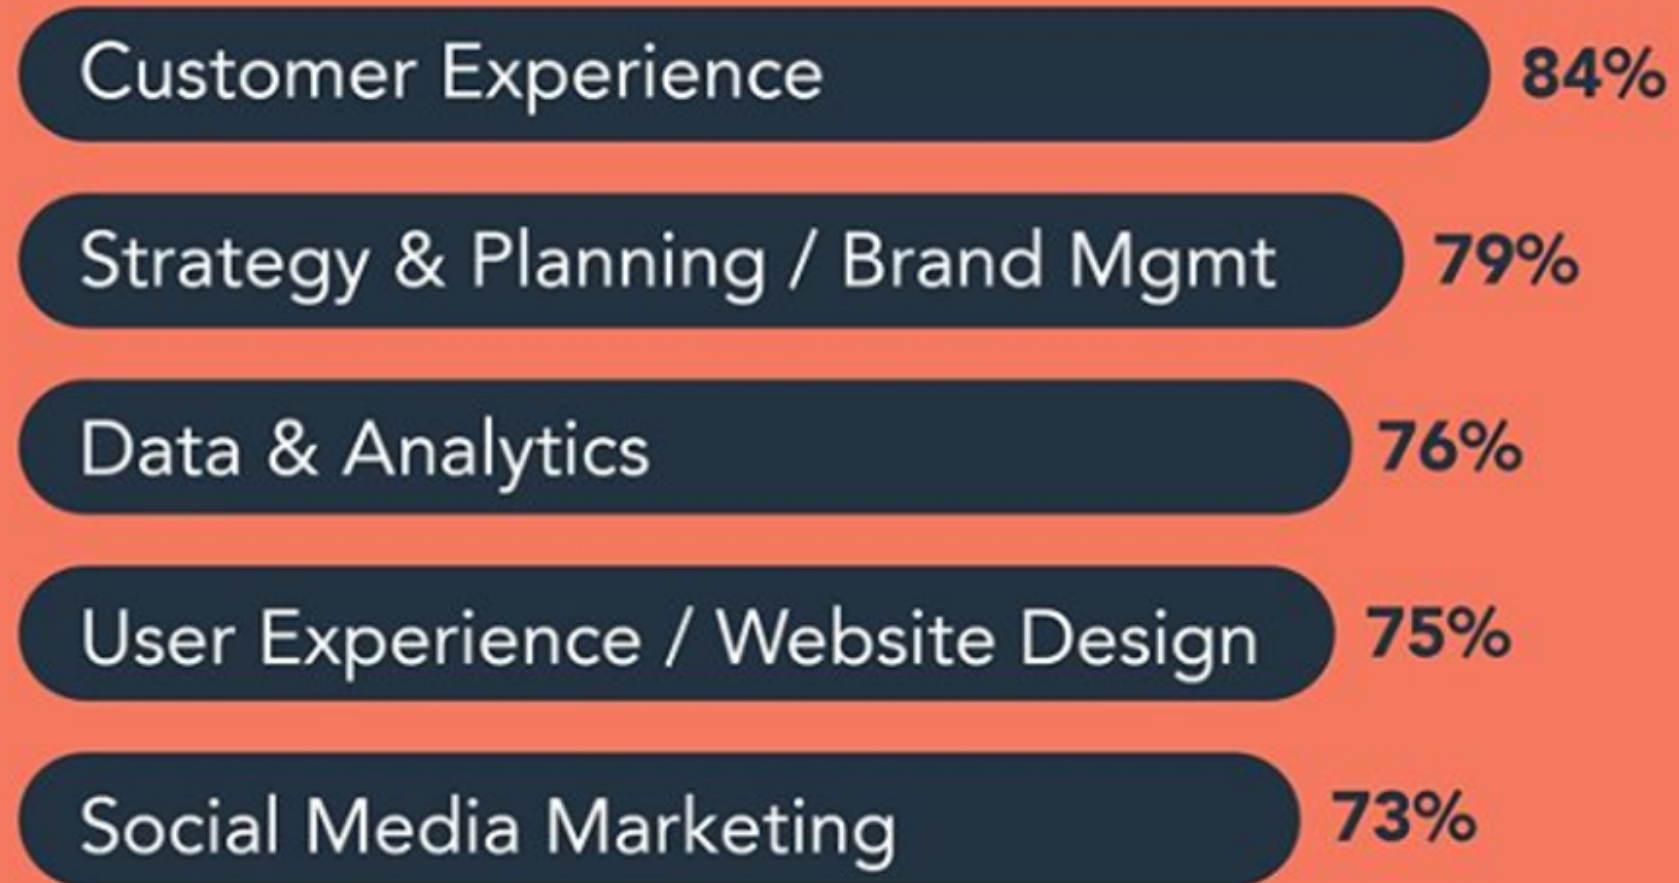 Customer Experience 84%
Strategy & Planning / Brand Mgmt 79%
Data & Analytics 76%
User Experience / Website Design 75%
Social Media Marketing 73%